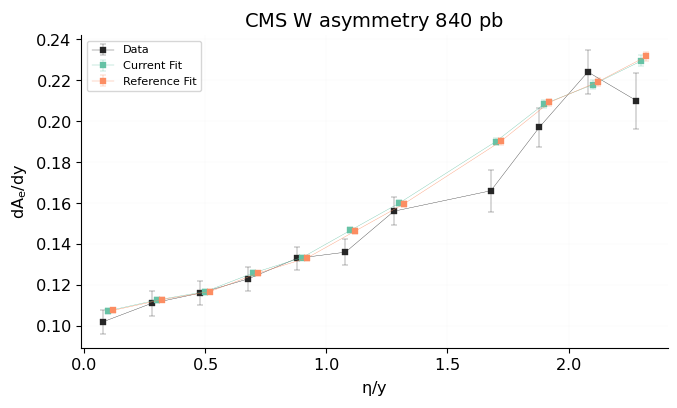 CMS W asymmetry 840 pb
Data
Current Fit
Reference Fit
0.24
0.22
0.20
0.18
0.16
0.14
0.12
0.10
dAe/dy
0.0
0.5
1.0
1.5
2.0
η/y